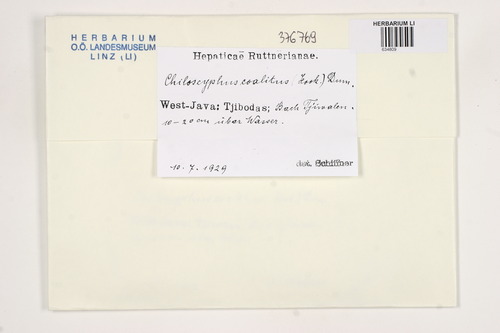 HERBARIUM
O.Ö. LANDESMUSEUM
LINZ (LI)
376769
HERBARIUM LI
Hepaticae Ruttnerianae.
Chiloscyphus coalitus (Hook.) Dum.
West-Java: Tjibodas; Bach Tjiwalen.
10-20 cm über Wasser.
10. 7. 1929
det. Schiffner